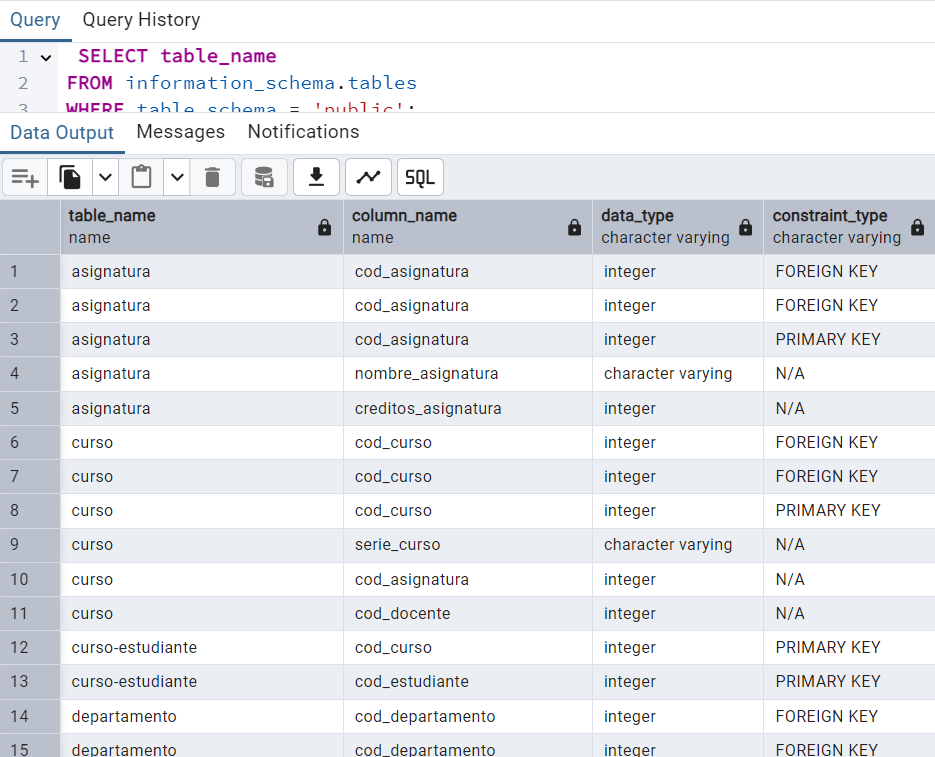 Query Query History
1 SELECT table_name
2 FROM information_schema.tables
3 WHERE table_schema = 'public';
Data Output Messages Notifications
SQL
table_name column_name data_type constraint_type
name name character varying character varying
1 asignatura cod_asignatura integer FOREIGN KEY
2 asignatura cod_asignatura integer FOREIGN KEY
3 asignatura cod_asignatura integer PRIMARY KEY
4 asignatura nombre_asignatura character varying N/A
5 asignatura creditos_asignatura integer N/A
6 curso cod_curso integer FOREIGN KEY
7 curso cod_curso integer FOREIGN KEY
8 curso cod_curso integer PRIMARY KEY
9 curso serie_curso character varying N/A
10 curso cod_asignatura integer N/A
11 curso cod_docente integer N/A
12 curso-estudiante cod_curso integer PRIMARY KEY
13 curso-estudiante cod_estudiante integer PRIMARY KEY
14 departamento cod_departamento integer FOREIGN KEY
15 departamento cod_departamento integer FOREIGN KEY